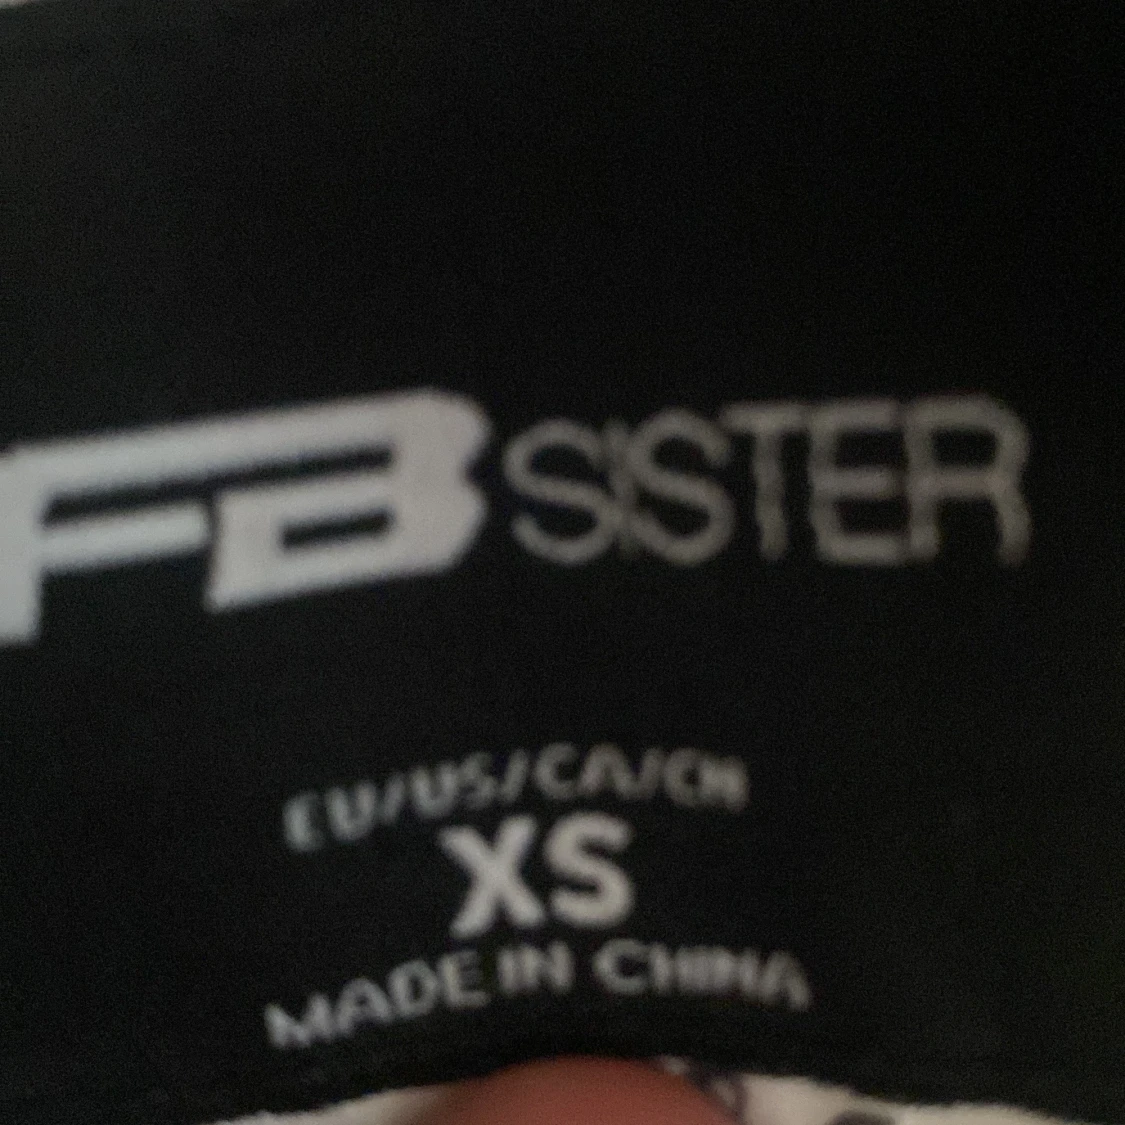 FB SISTER
EU/US/CA/CN
XS
MADE IN CHINA